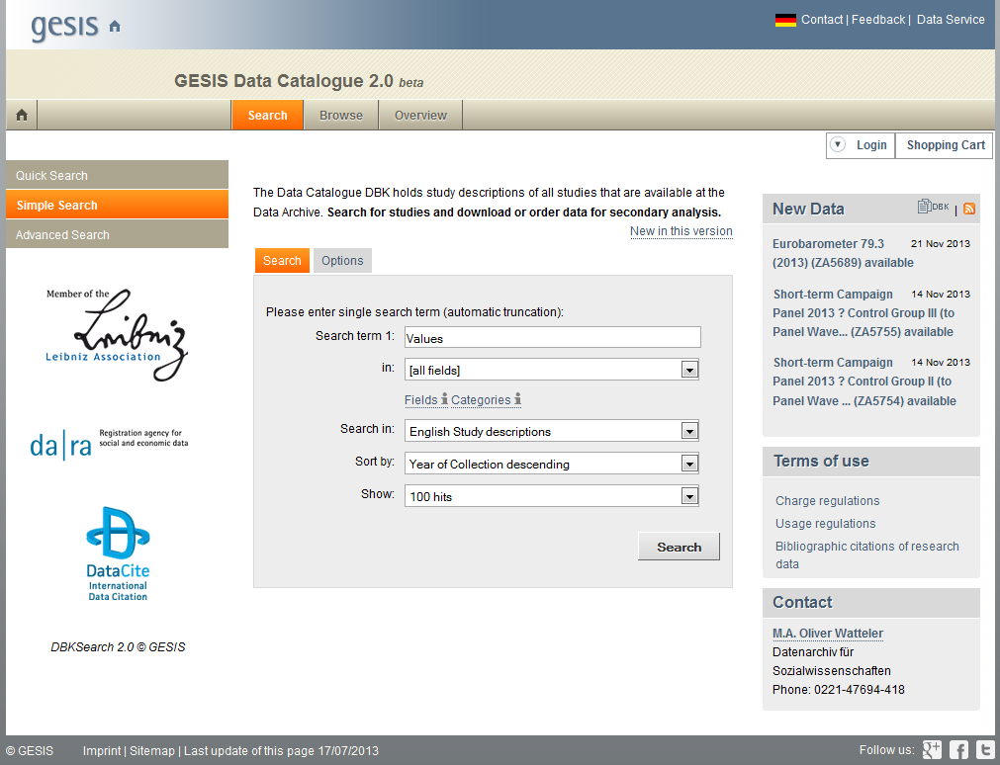 gesis
Contact | Feedback | Data Service
GESIS Data Catalogue 2.0 beta
Search
Browse
Overview
Login
Shopping Cart
Quick Search
Simple Search
Advanced Search
Member of the
Leibniz
Leibniz Association
da|ra
Registration agency for
social and economic data
DataCite
International
Data Citation
DBKSearch 2.0 © GESIS
The Data Catalogue DBK holds study descriptions of all studies that are available at the
Data Archive. Search for studies and download or order data for secondary analysis.
New in this version
Search
Options
Please enter single search term (automatic truncation):
Search term 1: Values
in: [all fields]
Fields i Categories i
Search in: English Study descriptions
Sort by: Year of Collection descending
Show: 100 hits
Search
New Data
DBK |
Eurobarometer 79.3 21 Nov 2013
(2013) (ZA5689) available
Short-term Campaign 14 Nov 2013
Panel 2013 ? Control Group III (to
Panel Wave... (ZA5755) available
Short-term Campaign 14 Nov 2013
Panel 2013 ? Control Group II (to
Panel Wave ... (ZA5754) available
Terms of use
Charge regulations
Usage regulations
Bibliographic citations of research
data
Contact
M.A. Oliver Watteler
Datenarchiv für
Sozialwissenschaften
Phone: 0221-47694-418
© GESIS
Imprint | Sitemap | Last update of this page 17/07/2013
Follow us: